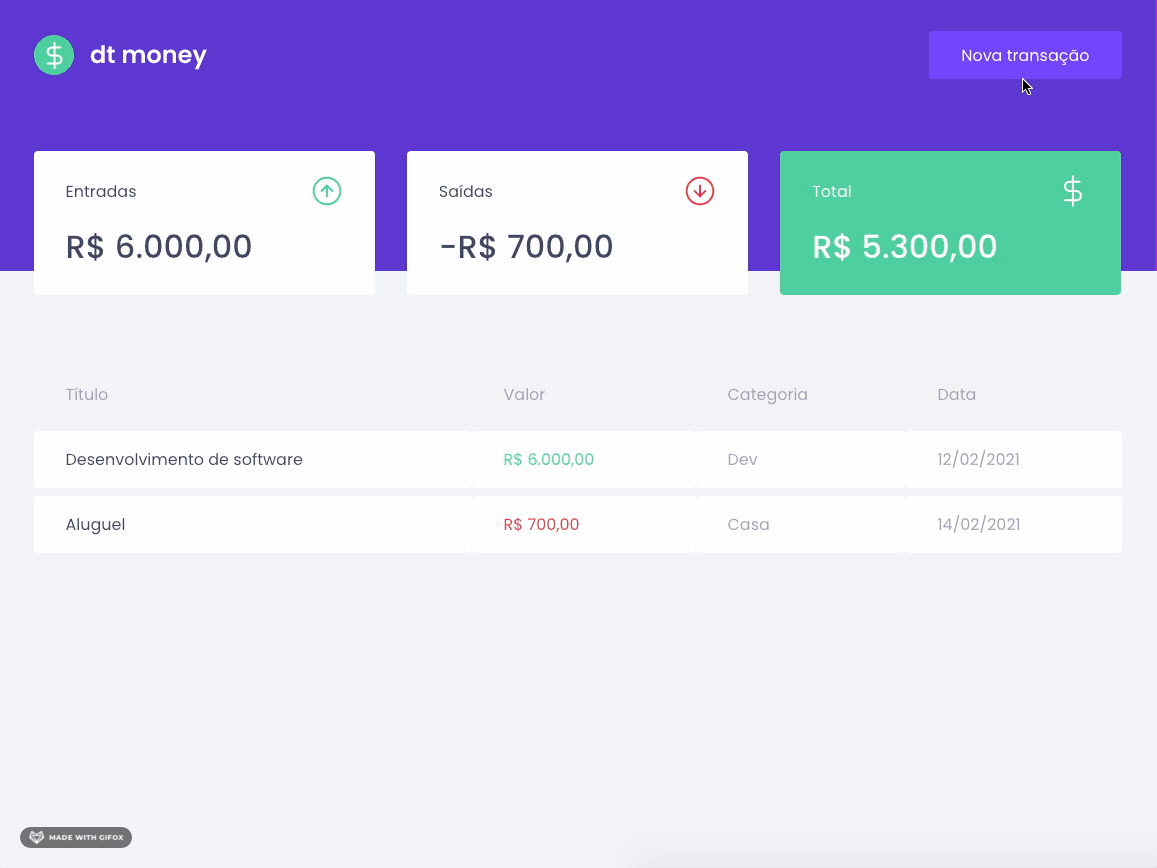 dt money
Nova transação
Entradas
R$ 6.000,00
Saídas
-R$ 700,00
Total
R$ 5.300,00
Título Valor Categoria Data
Desenvolvimento de software R$ 6.000,00 Dev 12/02/2021
Aluguel R$ 700,00 Casa 14/02/2021
MADE WITH GIFOX